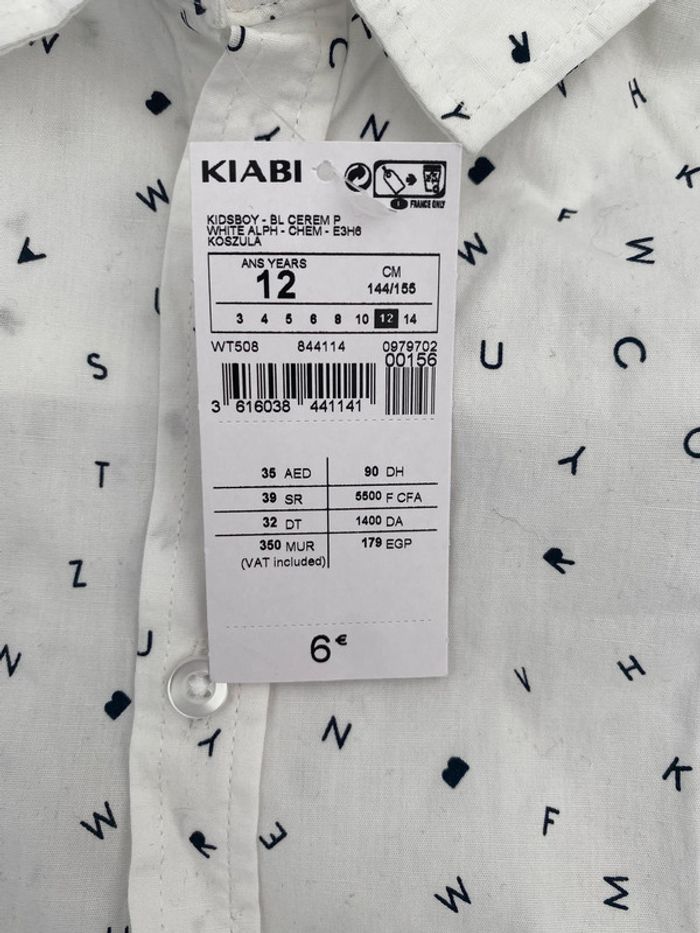 KIABI
FRANCE ONLY
KIDSBOY - BL CEREM P
WHITE ALPH - CHEM - E3H6
KOSZULA
ANS YEARS
12
CM
144/155
3 4 5 6 8 10 12 14
WT508 844114 0979702
00156
3 616038 441141
35 AED 90 DH
39 SR 5500 F CFA
32 DT 1400 DA
350 MUR 179 EGP
(VAT included)
6€